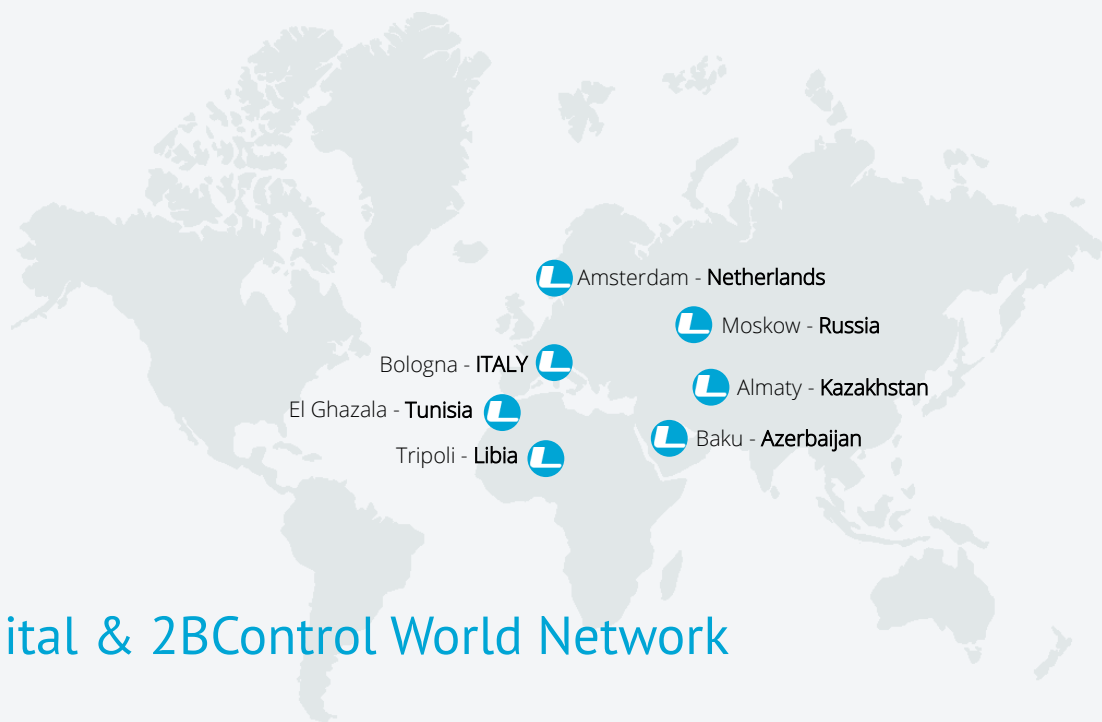 Amsterdam - Netherlands
Moskow - Russia
Bologna - ITALY
Almaty - Kazakhstan
El Ghazala - Tunisia
Baku - Azerbaijan
Tripoli - Libia
ital & 2BControl World Network